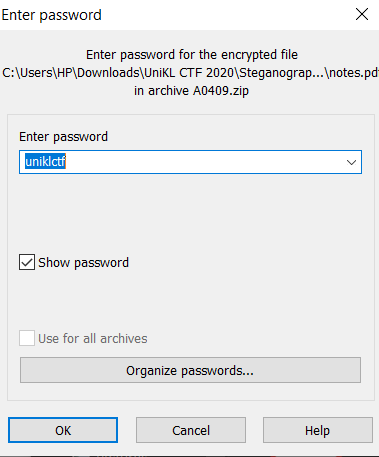 Enter password
Enter password for the encrypted file
C:\Users\HP\Downloads\UniKL CTF 2020\Steganograp...\notes.pdf
in archive A0409.zip
Enter password
uniklctf
Show password
Use for all archives
Organize passwords...
OK
Cancel
Help